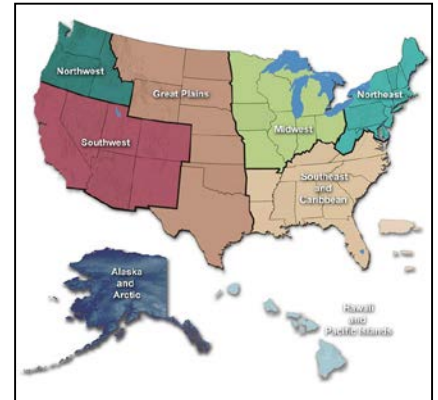 Northwest
Great Plains
Midwest
Northeast
Southwest
Southeast
and
Caribbean
Alaska
and
Arctic
Hawaii
and
Pacific Islands